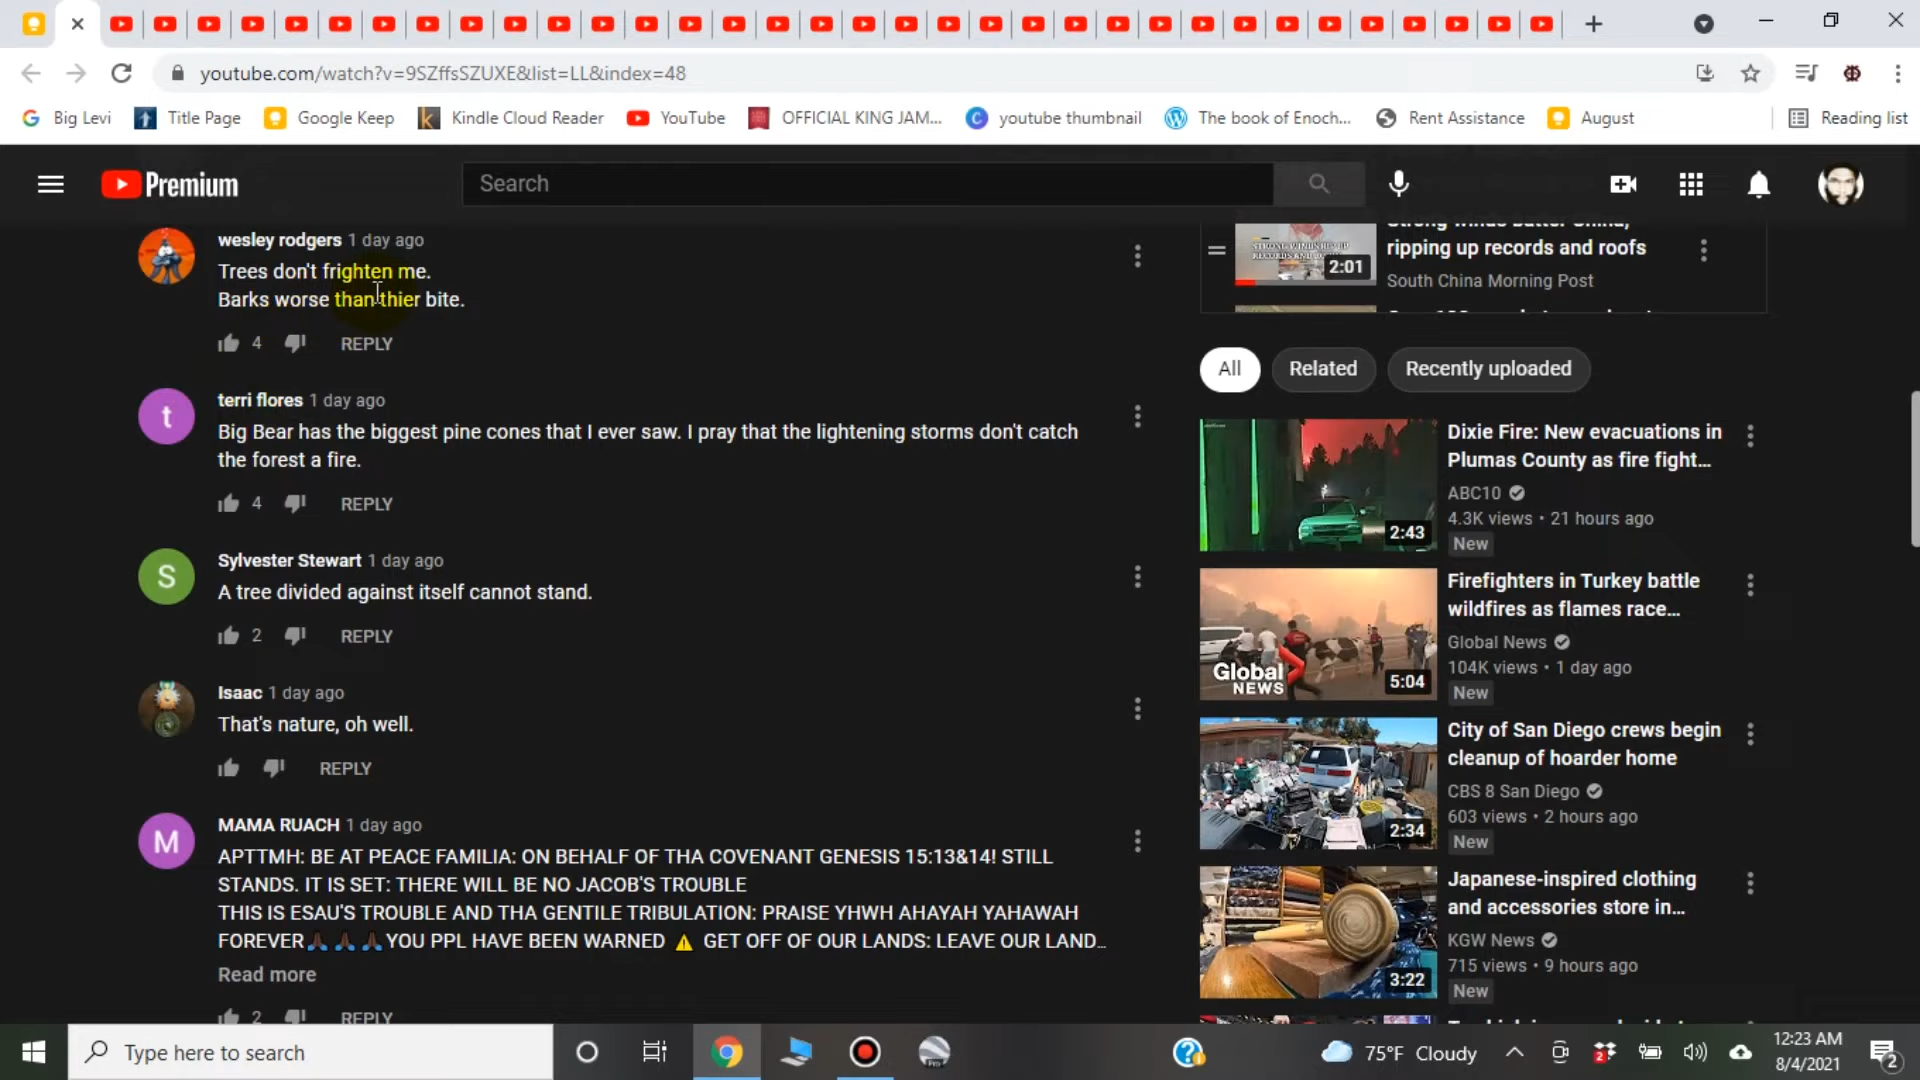 youtube.com/watch?v=9SZffsSZUXE&list=LL&index=48
Big Levi
Title Page
Google Keep
Kindle Cloud Reader
YouTube
OFFICIAL KING JAM...
youtube thumbnail
The book of Enoch...
Rent Assistance
August
Reading list
Premium
Search
wesley rodgers 1 day ago
Trees don't frighten me.
Barks worse than thier bite.
4 REPLY
terri flores 1 day ago
Big Bear has the biggest pine cones that I ever saw. I pray that the lightening storms don't catch
the forest a fire.
4 REPLY
Sylvester Stewart 1 day ago
A tree divided against itself cannot stand.
2 REPLY
Isaac 1 day ago
That's nature, oh well.
REPLY
MAMA RUACH 1 day ago
APTTMH: BE AT PEACE FAMILIA: ON BEHALF OF THA COVENANT GENESIS 15:13&14! STILL
STANDS. IT IS SET: THERE WILL BE NO JACOB'S TROUBLE
THIS IS ESAU'S TROUBLE AND THA GENTILE TRIBULATION: PRAISE YHWH AHAYAH YAHAWAH
FOREVER🙏🏿🙏🏿🙏🏿YOU PPL HAVE BEEN WARNED ⚠️ GET OFF OF OUR LANDS: LEAVE OUR LAND...
Read more
2 REPLY
t
S
M
Strong winds batter China,
ripping up records and roofs
South China Morning Post
2:01
All
Related
Recently uploaded
Dixie Fire: New evacuations in
Plumas County as fire fight...
ABC10
4.3K views • 21 hours ago
New
2:43
Firefighters in Turkey battle
wildfires as flames race...
Global News
104K views • 1 day ago
New
Global
NEWS
5:04
City of San Diego crews begin
cleanup of hoarder home
CBS 8 San Diego
603 views • 2 hours ago
New
2:34
Japanese-inspired clothing
and accessories store in...
KGW News
715 views • 9 hours ago
New
3:22
Type here to search
75°F Cloudy
12:23 AM
8/4/2021
2